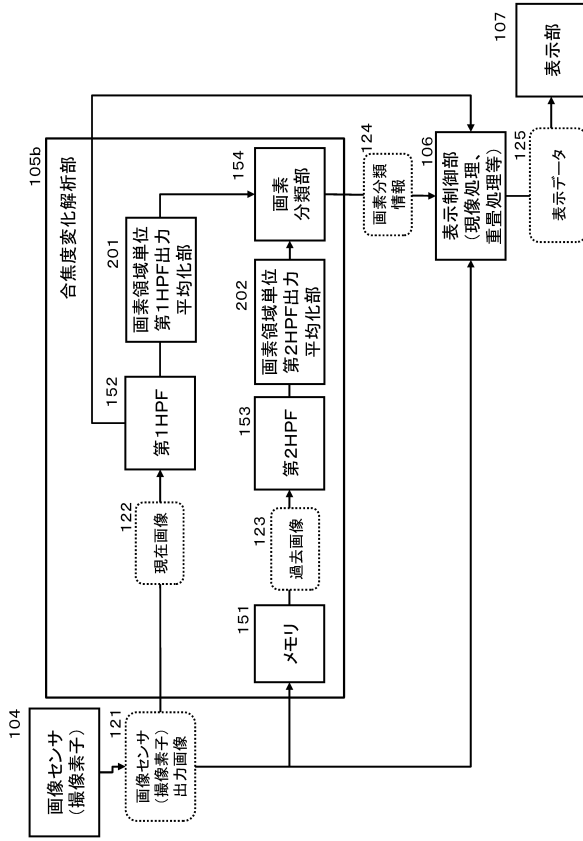 104
画像センサ
(撮像素子)
121
画像センサ
(撮像素子)
出力画像
105b
合焦度変化解析部
122
現在画像
152
第1HPF
201
画素領域単位
第1HPF出力
平均化部
151
メモリ
123
過去画像
153
第2HPF
202
画素領域単位
第2HPF出力
平均化部
154
画素
分類部
124
画素分類
情報
106
表示制御部
(現像処理、
重畳処理等)
125
表示データ
107
表示部